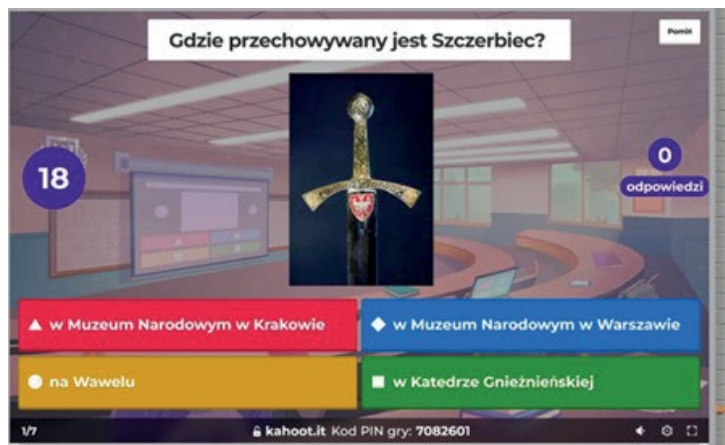 Gdzie przechowywany jest Szczerbiec?
Pomiń
18
0
odpowiedzi
w Muzeum Narodowym w Krakowie
w Muzeum Narodowym w Warszawie
na Wawelu
w Katedrze Gnieźnieńskiej
1/7
kahoot.it Kod PIN gry: 7082601